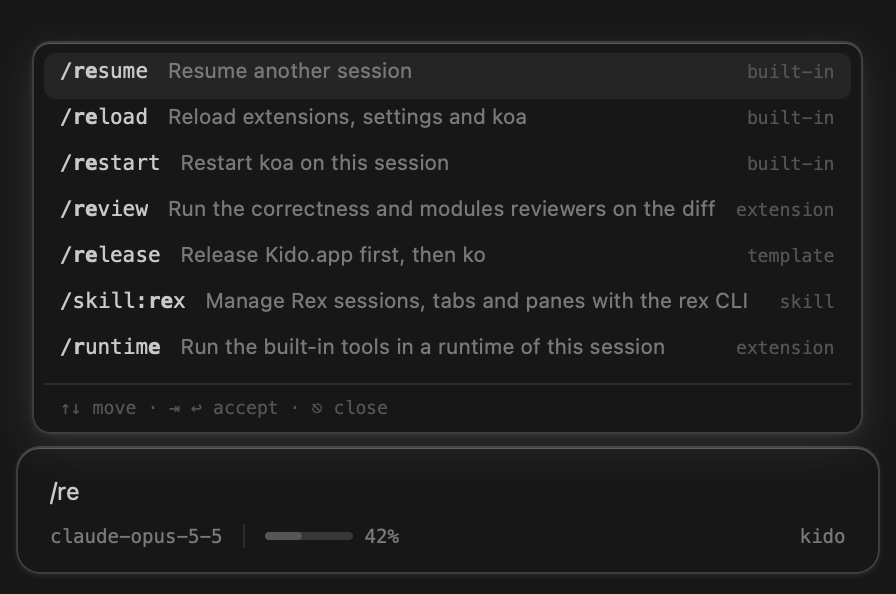 /resume Resume another session built-in
/reload Reload extensions, settings and koa built-in
/restart Restart koa on this session built-in
/review Run the correctness and modules reviewers on the diff extension
/release Release Kido.app first, then ko template
/skill:rex Manage Rex sessions, tabs and panes with the rex CLI skill
/runtime Run the built-in tools in a runtime of this session extension
↑↓ move · ⇥ ↩ accept · ⎋ close
/re
claude-opus-5-5 42% kido